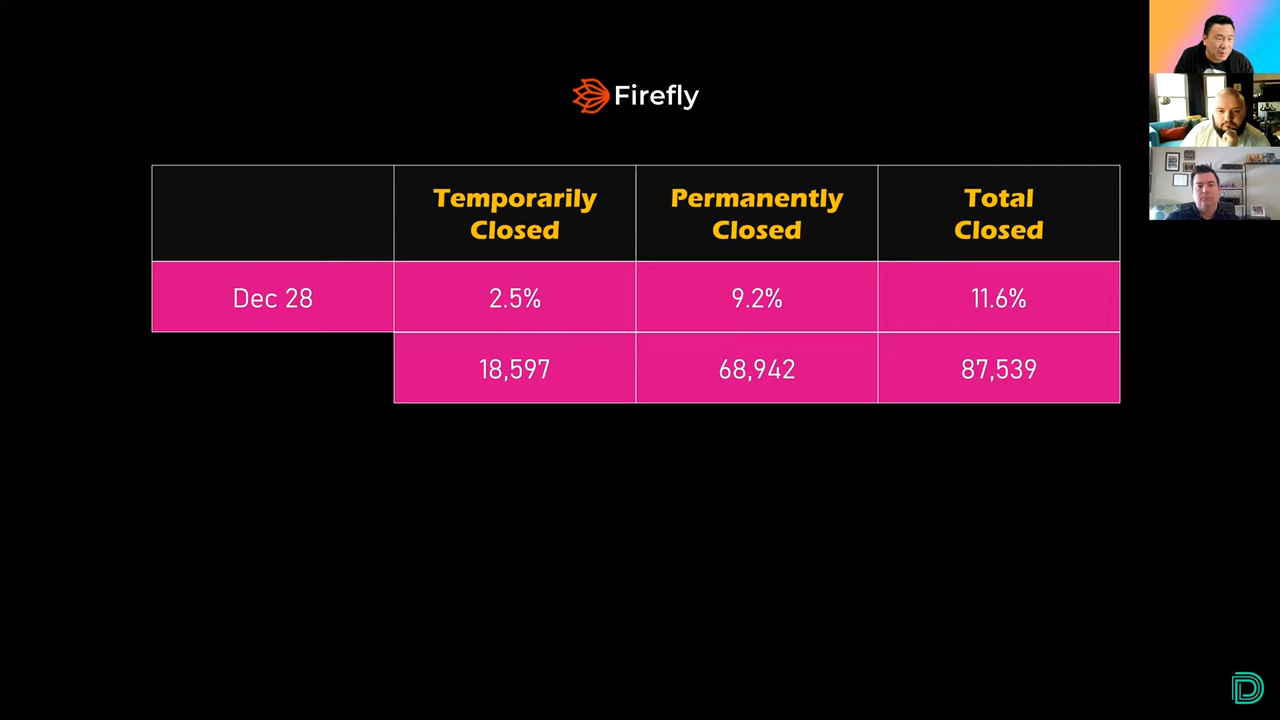 Firefly
Temporarily
Closed
Permanently
Closed
Total
Closed
Dec 28
2.5%
9.2%
11.6%
18,597
68,942
87,539